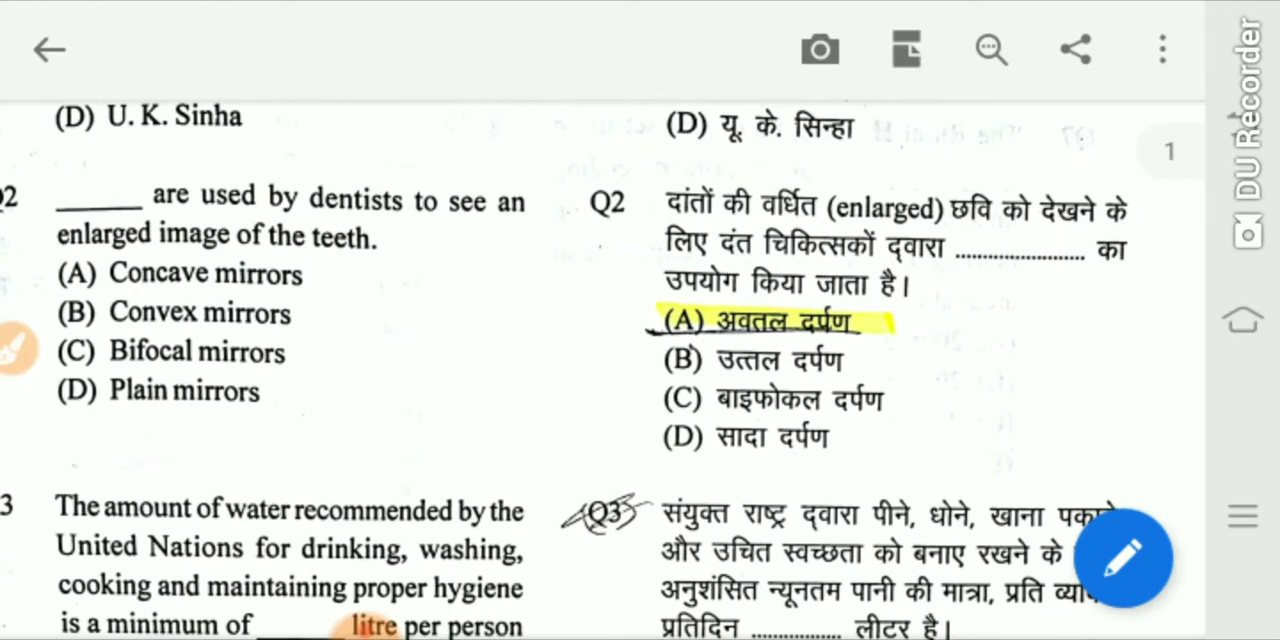 (D) U. K. Sinha
2 ______ are used by dentists to see an
enlarged image of the teeth.
(A) Concave mirrors
(B) Convex mirrors
(C) Bifocal mirrors
(D) Plain mirrors
3 The amount of water recommended by the
United Nations for drinking, washing,
cooking and maintaining proper hygiene
is a minimum of ______ litre per person
(D) यू. के. सिन्हा
Q2 दांतों की वर्धित (enlarged) छवि को देखने के
लिए दंत चिकित्सकों द्वारा ........................ का
उपयोग किया जाता है।
(A) अवतल दर्पण
(B) उत्तल दर्पण
(C) बाइफोकल दर्पण
(D) सादा दर्पण
Q3 संयुक्त राष्ट्र द्वारा पीने, धोने, खाना
और उचित स्वच्छता को बनाए रखने के
अनुशंसित न्यूनतम पानी की मात्रा, प्रति
प्रतिदिन ................. लीटर है।
1
DU Recorder